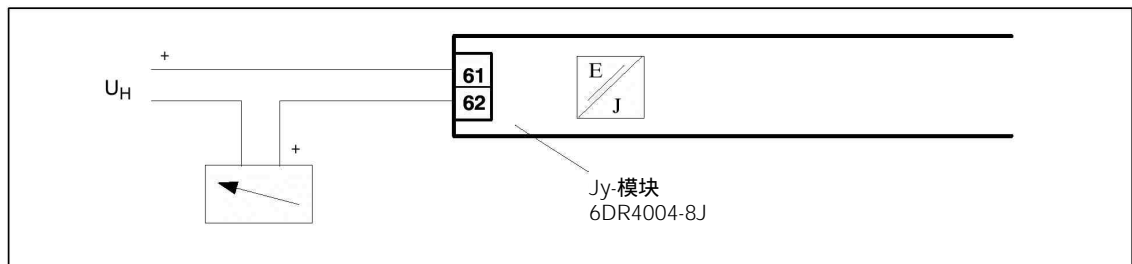 +
61
U_H
62
E
J
+
Jy-模块
6DR4004-8J